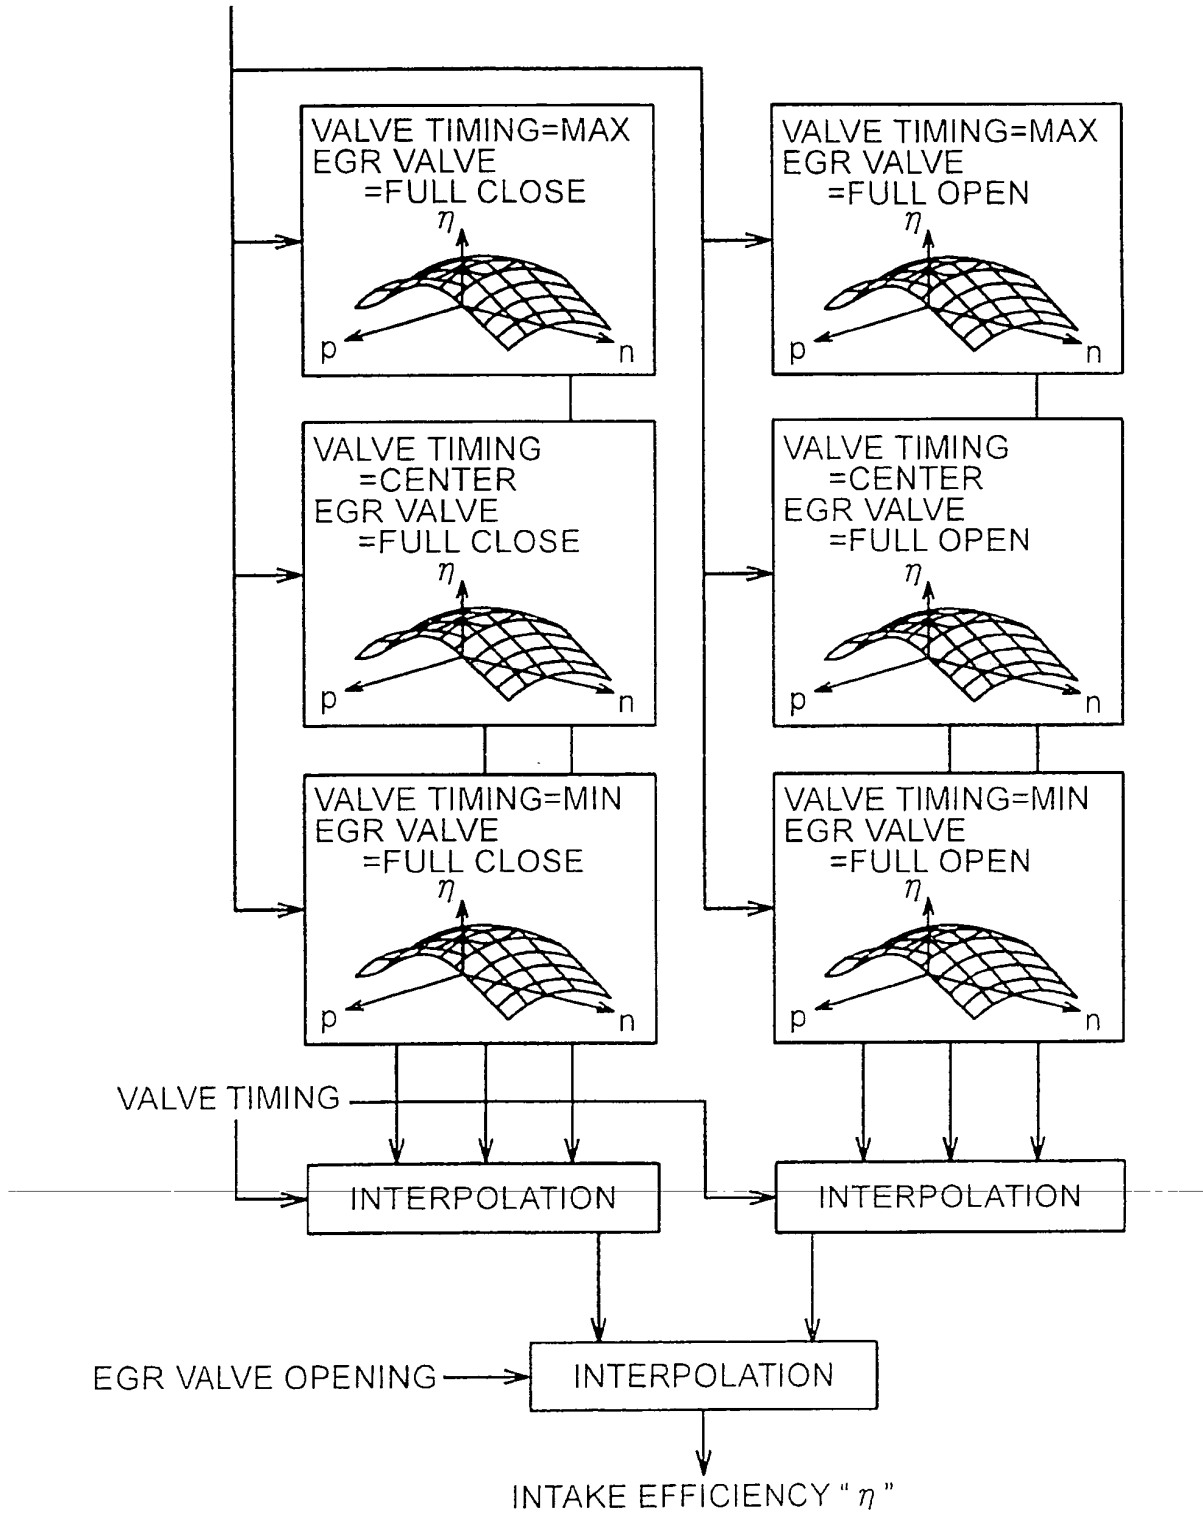 VALVE TIMING=MAX
EGR VALVE
=FULL CLOSE
η
p
n
VALVE TIMING=MAX
EGR VALVE
=FULL OPEN
η
p
n
VALVE TIMING
=CENTER
EGR VALVE
=FULL CLOSE
η
p
n
VALVE TIMING
=CENTER
EGR VALVE
=FULL OPEN
η
p
n
VALVE TIMING=MIN
EGR VALVE
=FULL CLOSE
η
p
n
VALVE TIMING=MIN
EGR VALVE
=FULL OPEN
η
p
n
VALVE TIMING
INTERPOLATION
INTERPOLATION
EGR VALVE OPENING
INTERPOLATION
INTAKE EFFICIENCY “ η ”